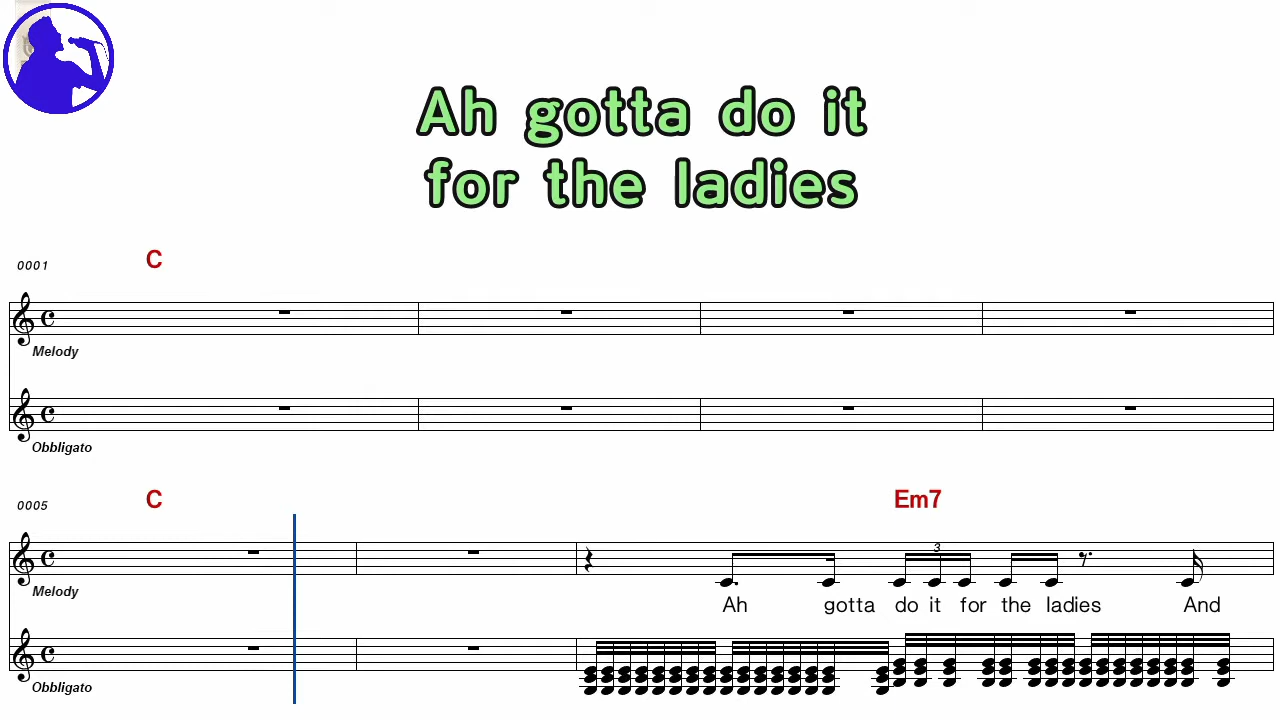 Ah gotta do it
for the ladies
0001 C
Melody
Obbligato
0005 C Em7
3
Melody
Ah gotta do it for the ladies And
Obbligato